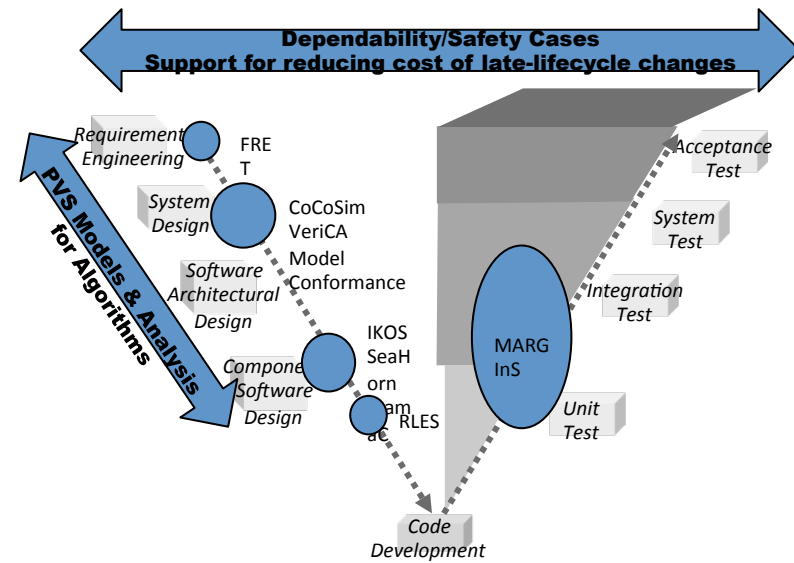 Dependability/Safety Cases
Support for reducing cost of late-lifecycle changes
Requirement
Engineering
FRE
T
Acceptance
Test
PVS Models & Analysis
for Algorithms
System
Design
CoCoSim
VeriCA
Model
Conformance
System
Test
Software
Architectural
Design
Integration
Test
IKOS
SeaH
orn
aC
Software
Design
MARG
InS
RLES
Unit
Test
Code
Development